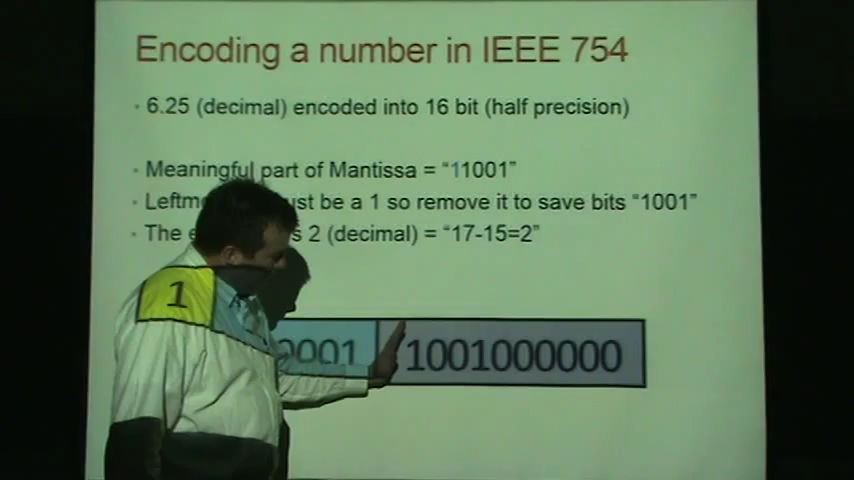 Encoding a number in IEEE 754
· 6.25 (decimal) encoded into 16 bit (half precision)
· Meaningful part of Mantissa = "11001"
· Leftm ust be a 1 so remove it to save bits "1001"
· The e s 2 (decimal) = "17-15=2"
1 0001 1001000000